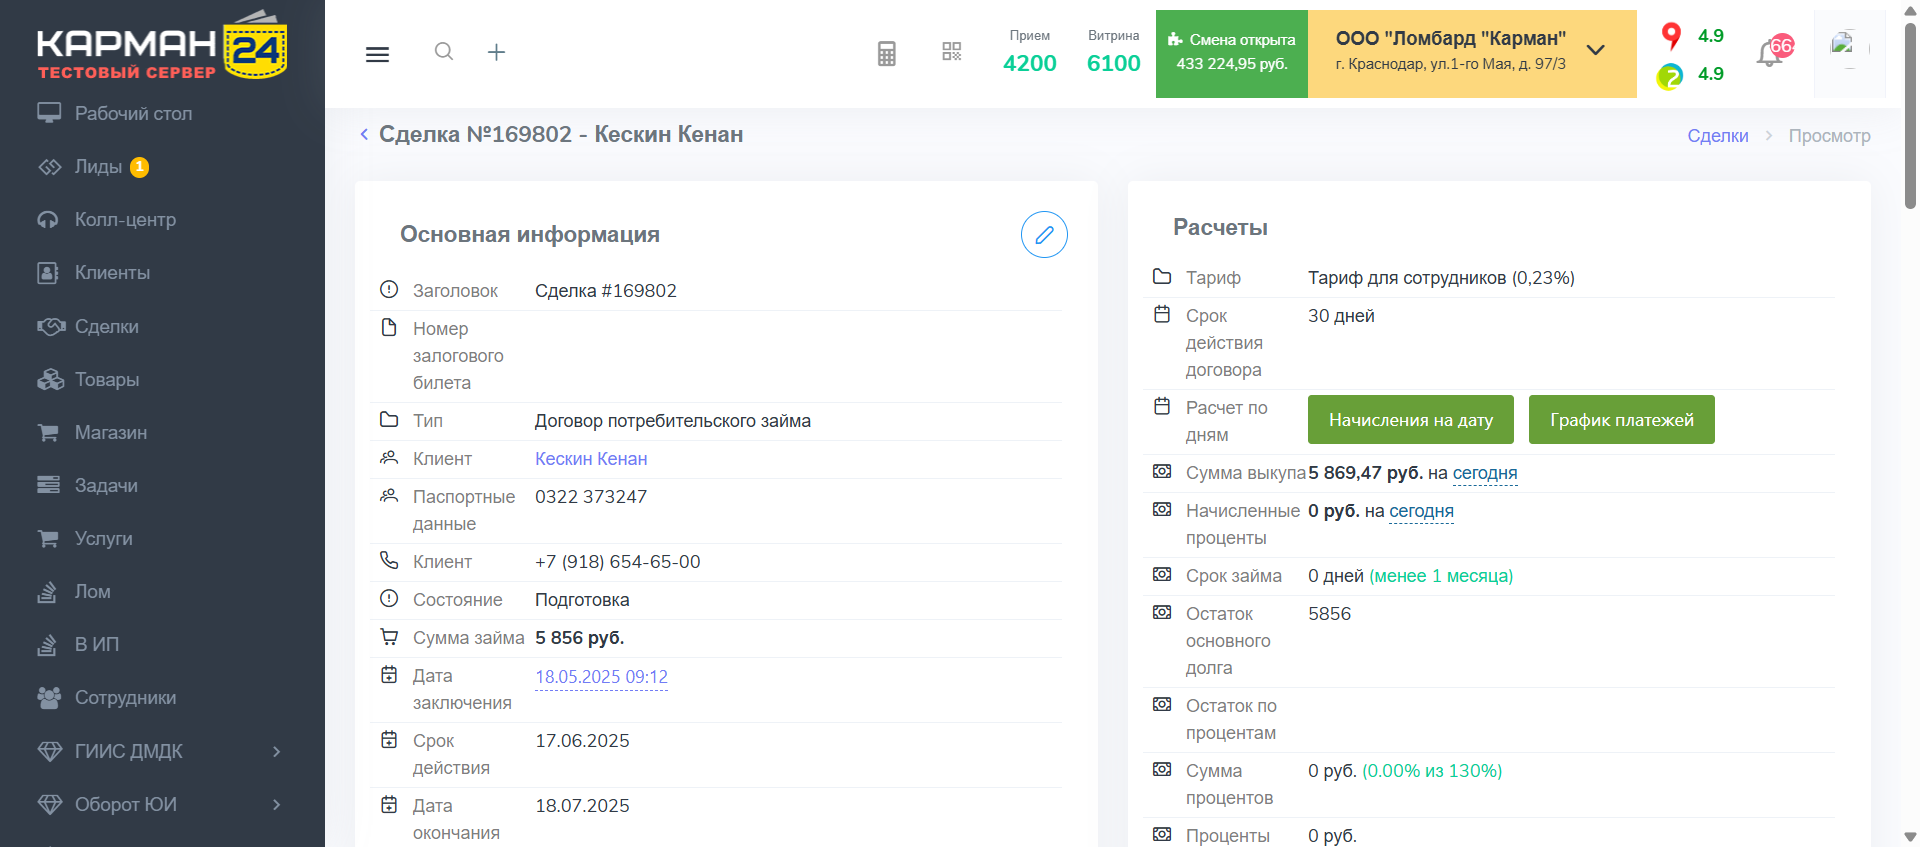 КАРМАН 24
ТЕСТОВЫЙ СЕРВЕР
Рабочий стол
Лиды 1
Колл-центр
Клиенты
Сделки
Товары
Магазин
Задачи
Услуги
Лом
В ИП
Сотрудники
ГИИС ДМДК
Оборот ЮИ
Прием
4200
Витрина
6100
Смена открыта
433 224,95 руб.
ООО "Ломбард "Карман"
г. Краснодар, ул.1-го Мая, д. 97/3
4.9
4.9
Сделка №169802 - Кескин Кенан
Сделки
Просмотр
Основная информация
Заголовок Сделка #169802
Номер
залогового
билета
Тип Договор потребительского займа
Клиент Кескин Кенан
Паспортные 0322 373247
данные
Клиент +7 (918) 654-65-00
Состояние Подготовка
Сумма займа 5 856 руб.
Дата 18.05.2025 09:12
заключения
Срок 17.06.2025
действия
Дата 18.07.2025
окончания
Расчеты
Тариф Тариф для сотрудников (0,23%)
Срок 30 дней
действия
договора
Расчет по
дням
Начисления на дату
График платежей
Сумма выкупа 5 869,47 руб. на сегодня
Начисленные 0 руб. на сегодня
проценты
Срок займа 0 дней (менее 1 месяца)
Остаток 5856
основного
долга
Остаток по
процентам
Сумма 0 руб. (0.00% из 130%)
процентов
Проценты 0 руб.